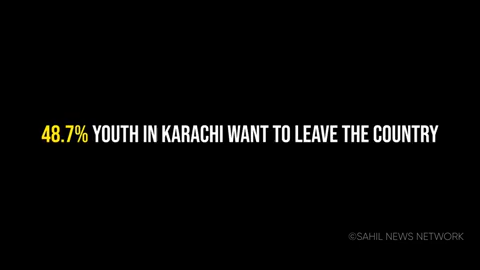 48.7% YOUTH IN KARACHI WANT TO LEAVE THE COUNTRY
©SAHIL NEWS NETWORK